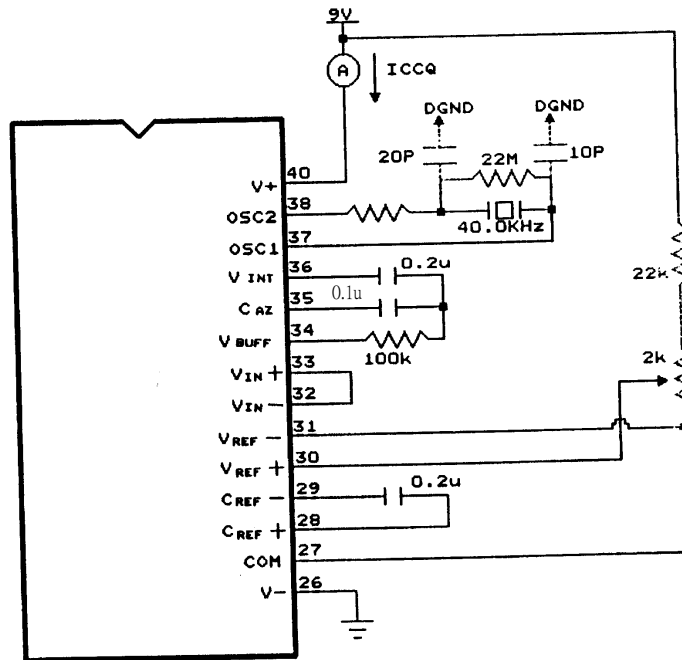 9V
A
ICCQ
DGND
DGND
20P
22M
10P
40.0KHz
40
V+
38
OSC2
37
OSC1
36
V INT
0.2u
35
C AZ
0.1u
34
V BUFF
100k
33
V IN +
32
V IN -
31
V REF -
30
V REF +
29
C REF -
0.2u
28
C REF +
27
COM
26
V-
22k
2k